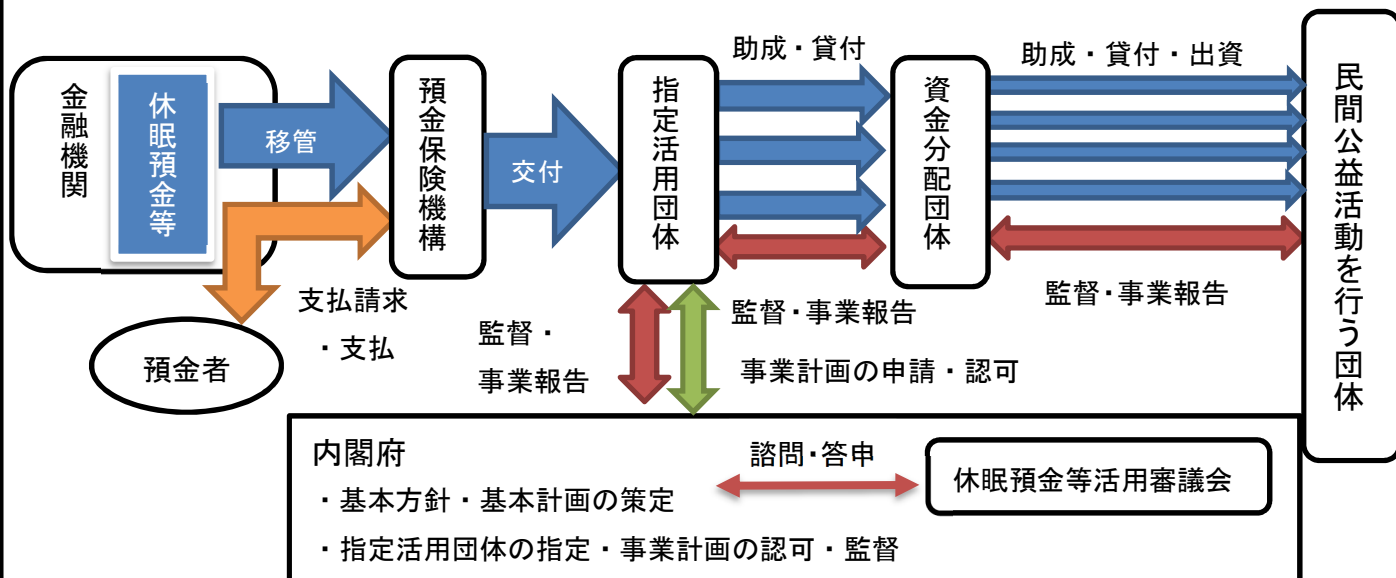 金融機関
休眠預金等
移管
預金保険機構
交付
指定活用団体
助成・貸付
資金分配団体
助成・貸付・出資
民間公益活動を行う団体
支払請求
・支払
預金者
監督・
事業報告
監督・事業報告
事業計画の申請・認可
監督・事業報告
内閣府
・基本方針・基本計画の策定
・指定活用団体の指定・事業計画の認可・監督
諮問・答申
休眠預金等活用審議会